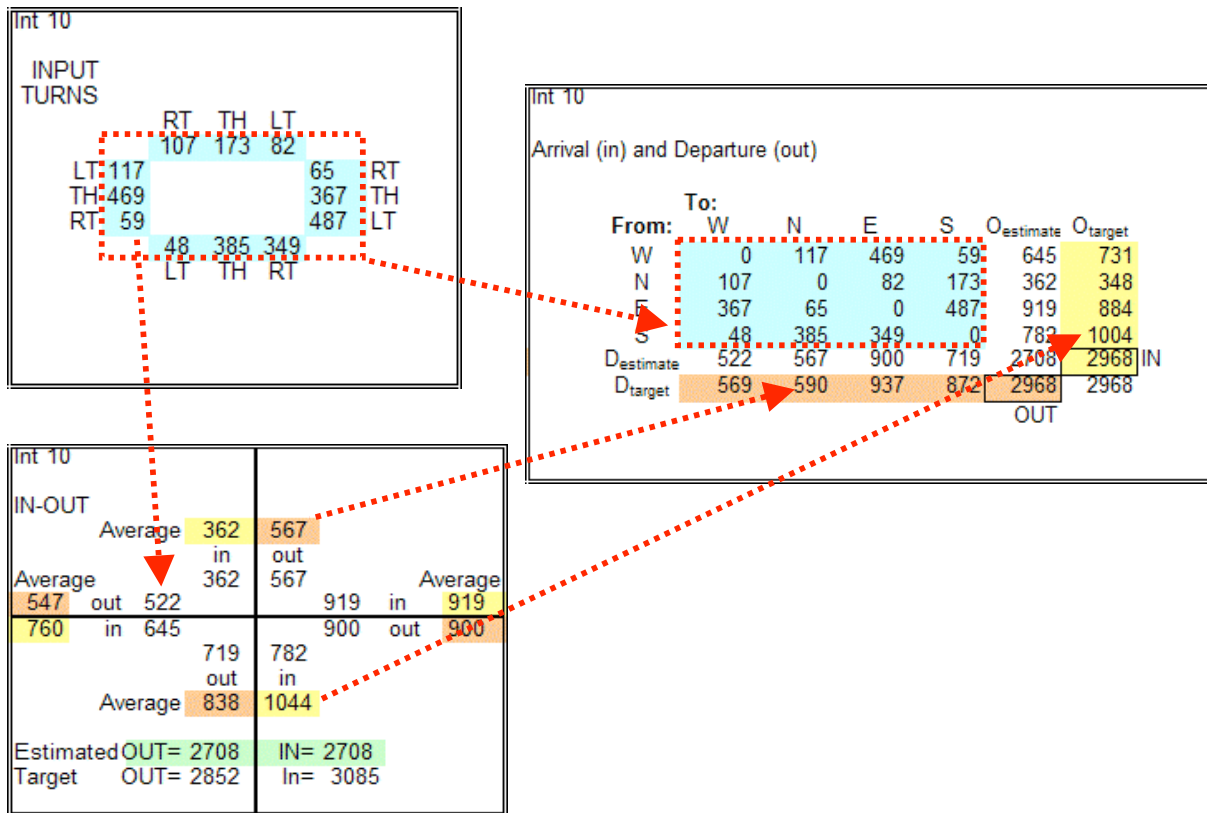 Int 10
INPUT
TURNS
RT TH LT
107 173 82
LT 117 65 RT
TH 469 367 TH
RT 59 487 LT
48 385 349
LT TH RT
Int 10
Arrival (in) and Departure (out)
To:
From: W N E S Oestimate Otarget
W 0 117 469 59 645 731
N 107 0 82 173 362 348
E 367 65 0 487 919 884
S 48 385 349 0 782 1004
Destimate 522 567 900 719 2708 2968 IN
Dtarget 569 590 937 872 2968 2968
OUT
Int 10
IN-OUT
Average 362 567
in out
Average 362 567 Average
547 out 522 919 in 919
760 in 645 900 out 900
719 782
out in
Average 838 1044
Estimated OUT= 2708 IN= 2708
Target OUT= 2852 In= 3085